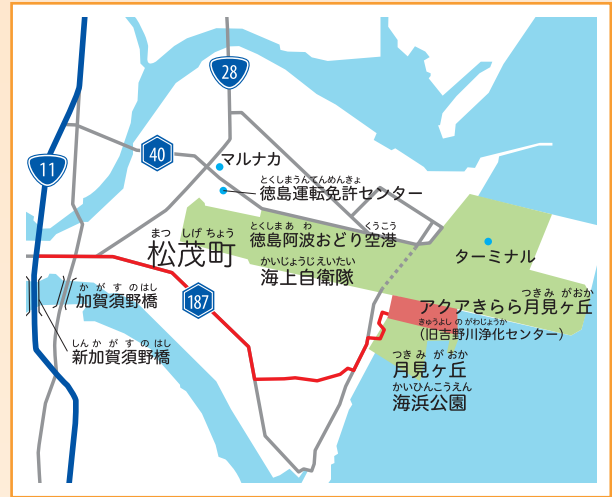 28
11
40
マルナカ
とくしまうんてんめんきょ
徳島運転免許センター
まつ しげ ちょう
松茂町
とくしま あ わ くうこう
徳島阿波おどり空港
かいじょうじえいたい
海上自衛隊
ターミナル
187
か が す の はし
加賀須野橋
しん か が す の はし
新加賀須野橋
つき み がおか
アクアきらら月見ヶ丘
きゅうよし の がわじょうか
(旧吉野川浄化センター)
つき み が おか
月見ヶ丘
かいひんこうえん
海浜公園